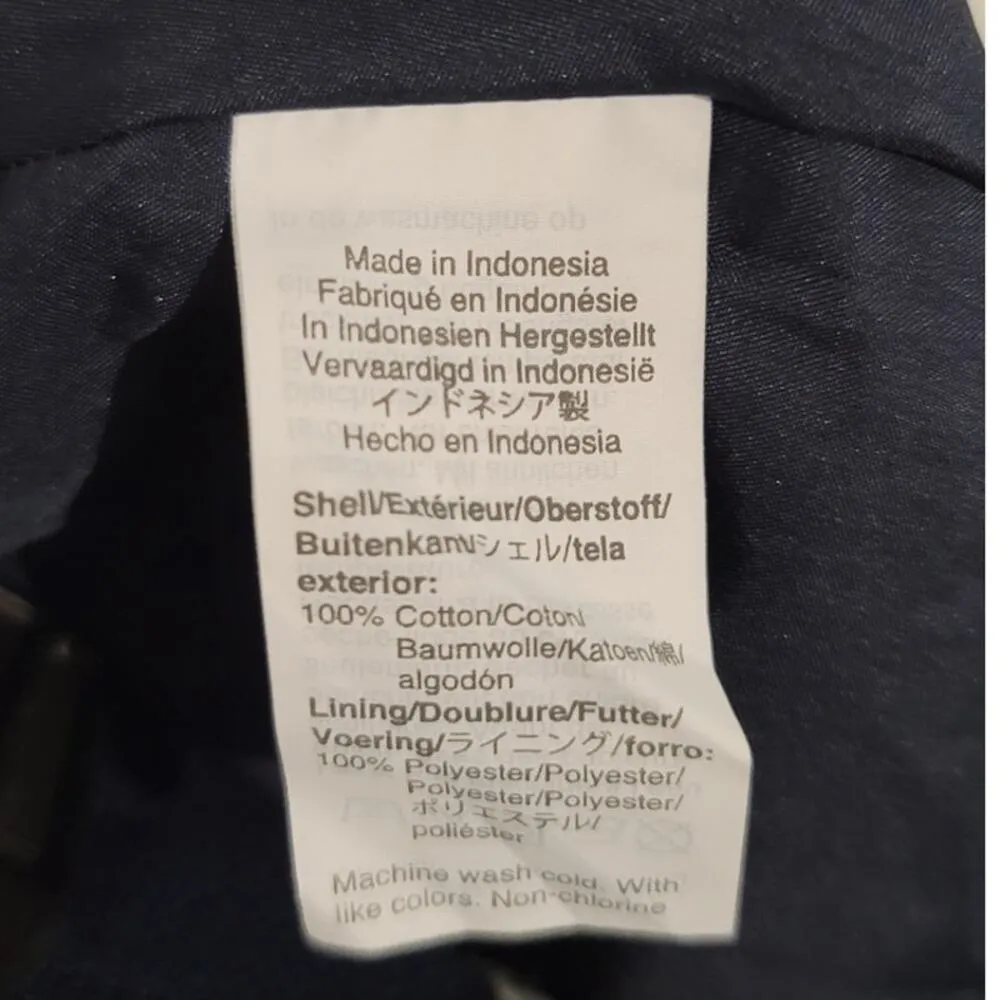 Made in Indonesia
Fabriqué en Indonésie
In Indonesien Hergestellt
Vervaardigd in Indonesië
インドネシア製
Hecho en Indonesia
Shell/Extérieur/Oberstoff/
Buitenkant/シェル/tela
exterior:
100% Cotton/Coton/
Baumwolle/Katoen/綿/
algodón
Lining/Doublure/Futter/
Voering/ライニング/forro:
100% Polyester/Polyester/
Polyester/Polyester/
ポリエステル/
poliéster
Machine wash cold. With
like colors. Non-chlorine